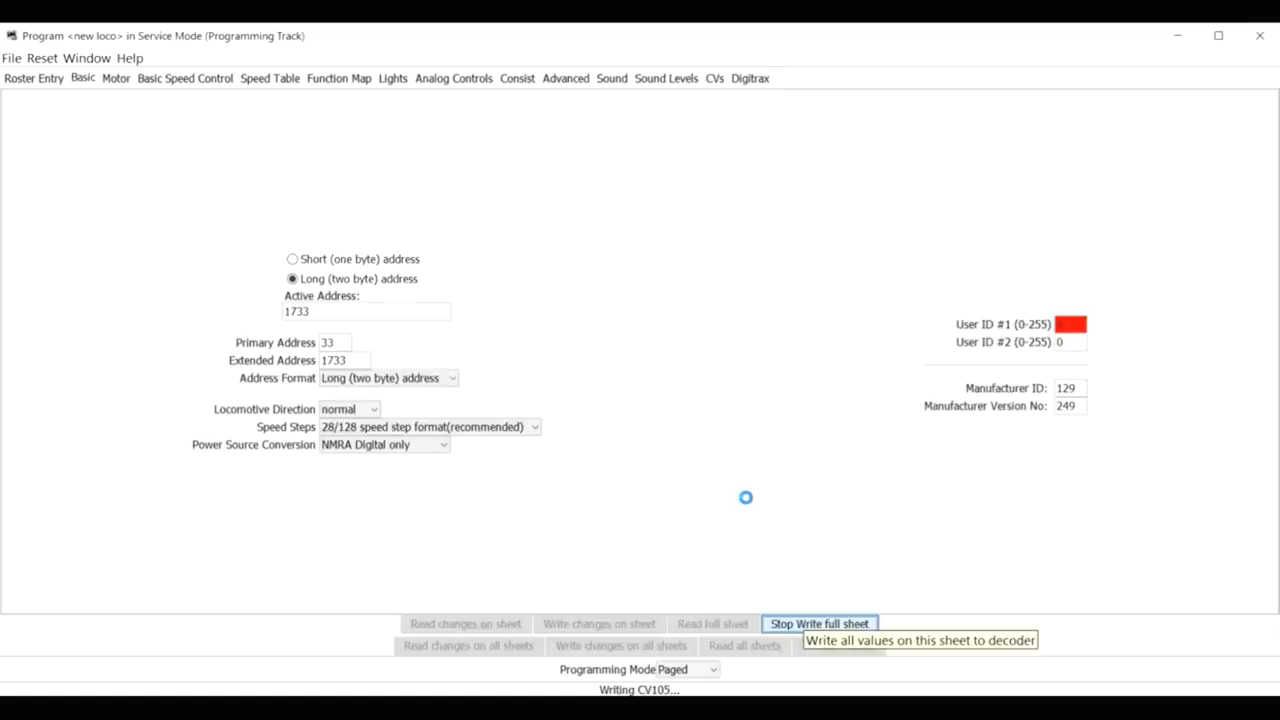 Program <new loco> in Service Mode (Programming Track)
File Reset Window Help
Roster Entry Basic Motor Basic Speed Control Speed Table Function Map Lights Analog Controls Consist Advanced Sound Sound Levels CVs Digitrax
Short (one byte) address
Long (two byte) address
Active Address:
1733
Primary Address 33
Extended Address 1733
Address Format Long (two byte) address
Locomotive Direction normal
Speed Steps 28/128 speed step format(recommended)
Power Source Conversion NMRA Digital only
User ID #1 (0-255)
User ID #2 (0-255) 0
Manufacturer ID: 129
Manufacturer Version No: 249
Read changes on sheet Write changes on sheet Read full sheet Stop Write full sheet
Write all values on this sheet to decoder
Read changes on all sheets Write changes on all sheets Read all sheets
Programming Mode Paged
Writing CV105...